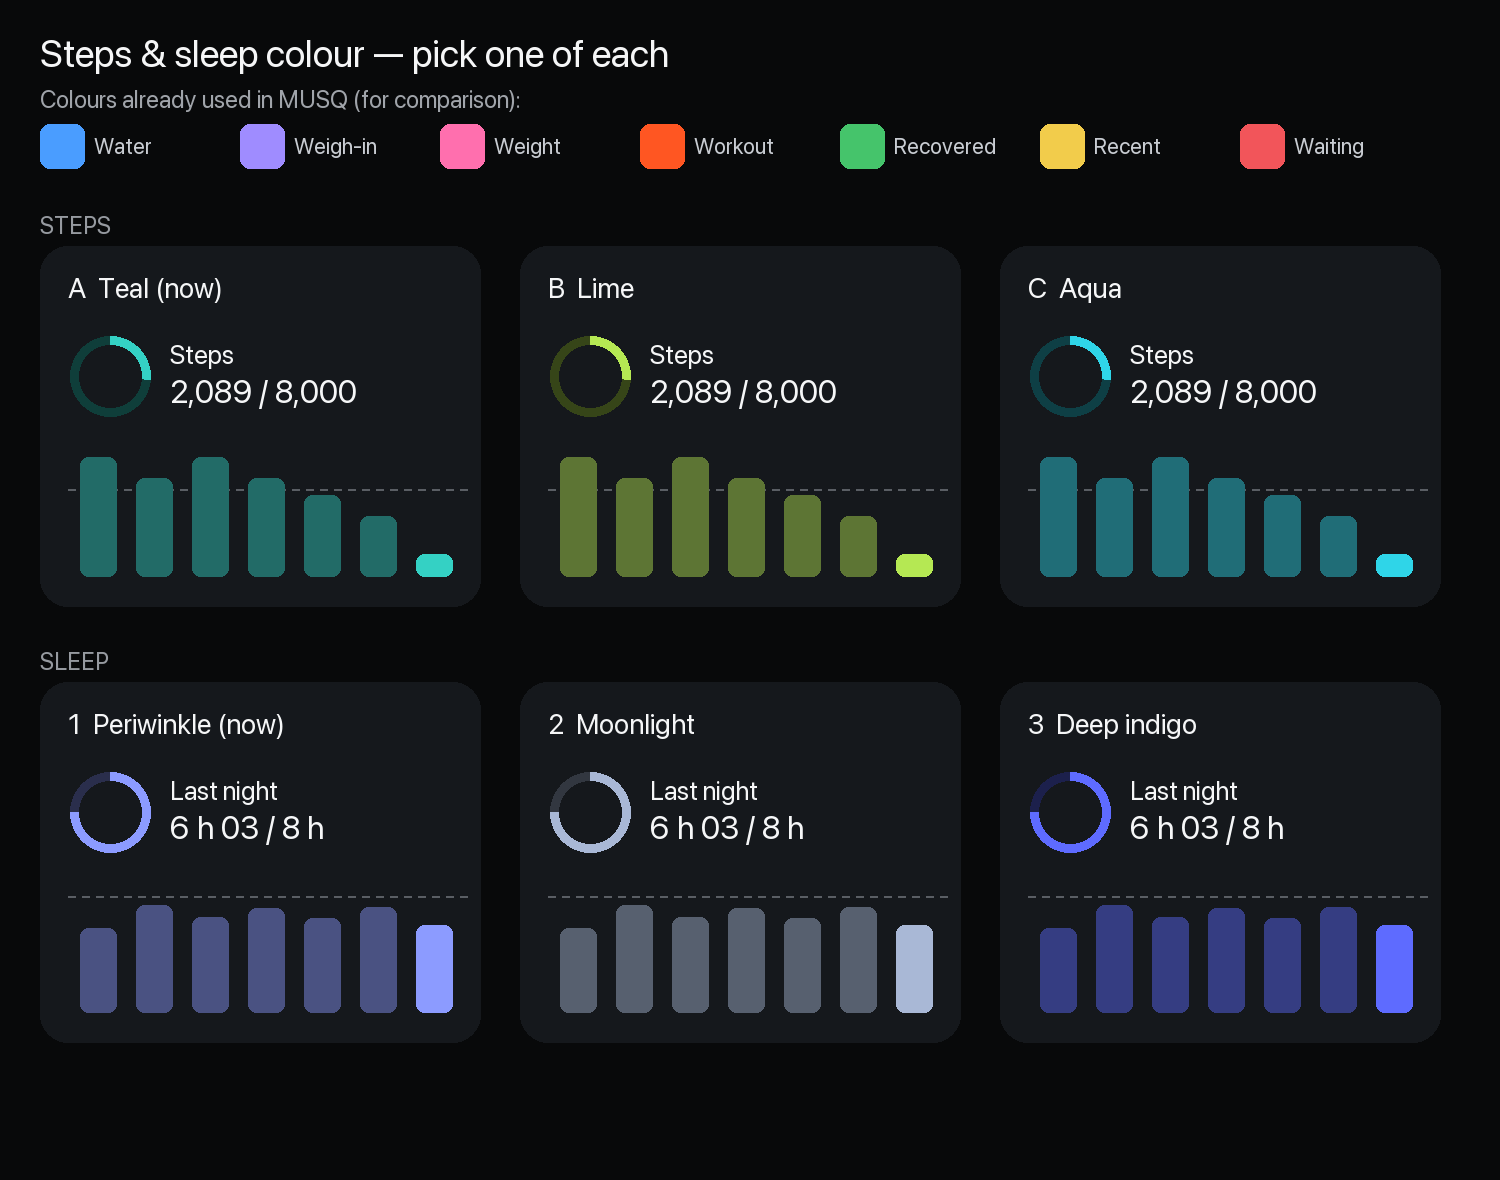 Steps & sleep colour — pick one of each
Colours already used in MUSQ (for comparison):
Water
Weigh-in
Weight
Workout
Recovered
Recent
Waiting
STEPS
A Teal (now)
Steps
2,089 / 8,000
B Lime
Steps
2,089 / 8,000
C Aqua
Steps
2,089 / 8,000
SLEEP
1 Periwinkle (now)
Last night
6 h 03 / 8 h
2 Moonlight
Last night
6 h 03 / 8 h
3 Deep indigo
Last night
6 h 03 / 8 h